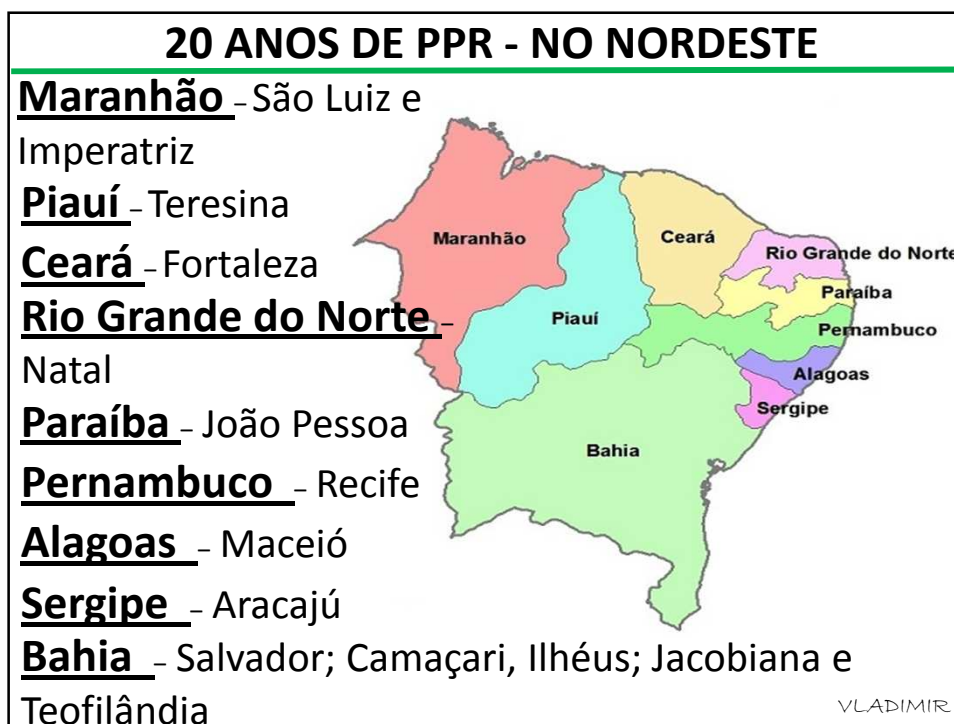 20 ANOS DE PPR - NO NORDESTE
Maranhão – São Luiz e
Imperatriz
Piauí – Teresina
Ceará – Fortaleza
Rio Grande do Norte –
Natal
Paraíba – João Pessoa
Pernambuco – Recife
Alagoas – Maceió
Sergipe – Aracajú
Bahia – Salvador; Camaçari, Ilhéus; Jacobiana e
Teofilândia
Maranhão
Ceará
Rio Grande do Norte
Paraíba
Piauí
Pernambuco
Alagoas
Sergipe
Bahia
VLADIMIR